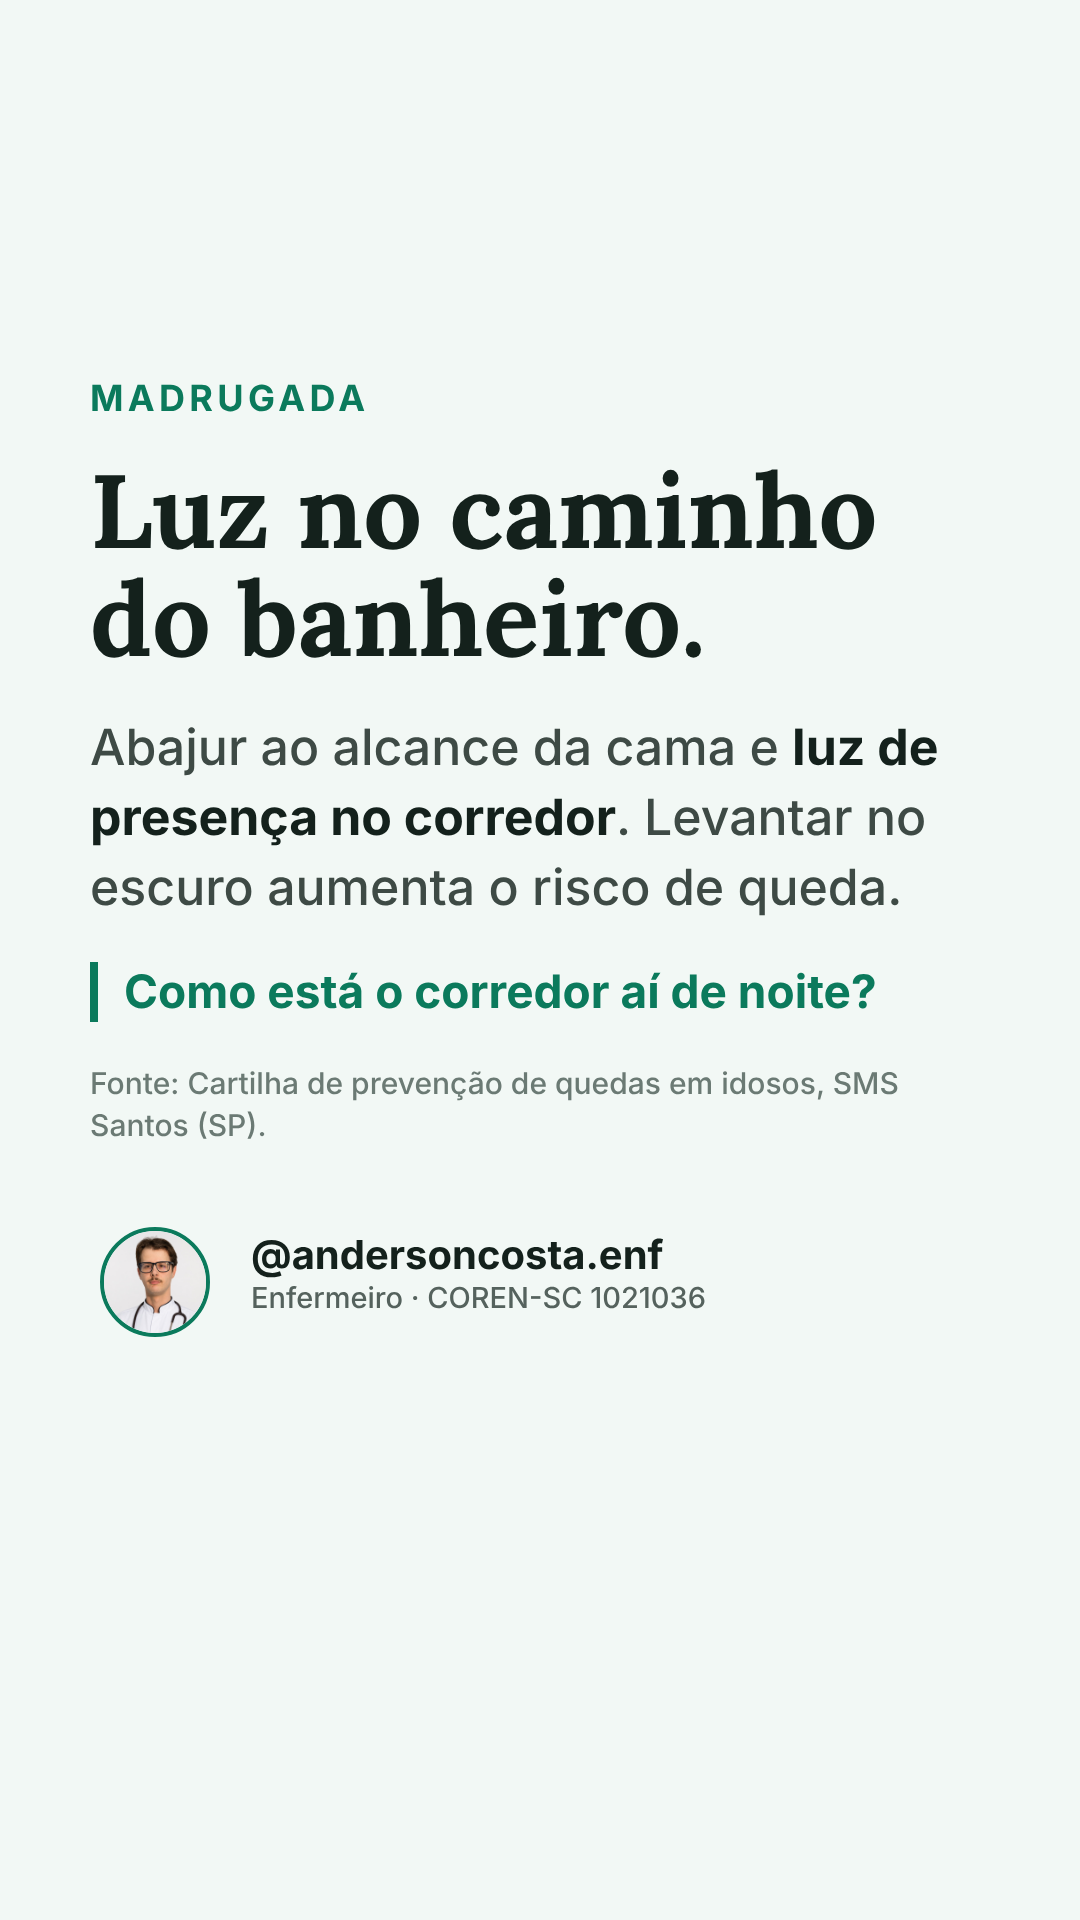 MADRUGADA
Luz no caminho
do banheiro.
Abajur ao alcance da cama e luz de
presença no corredor. Levantar no
escuro aumenta o risco de queda.
Como está o corredor aí de noite?
Fonte: Cartilha de prevenção de quedas em idosos, SMS
Santos (SP).
@andersoncosta.enf
Enfermeiro · COREN-SC 1021036